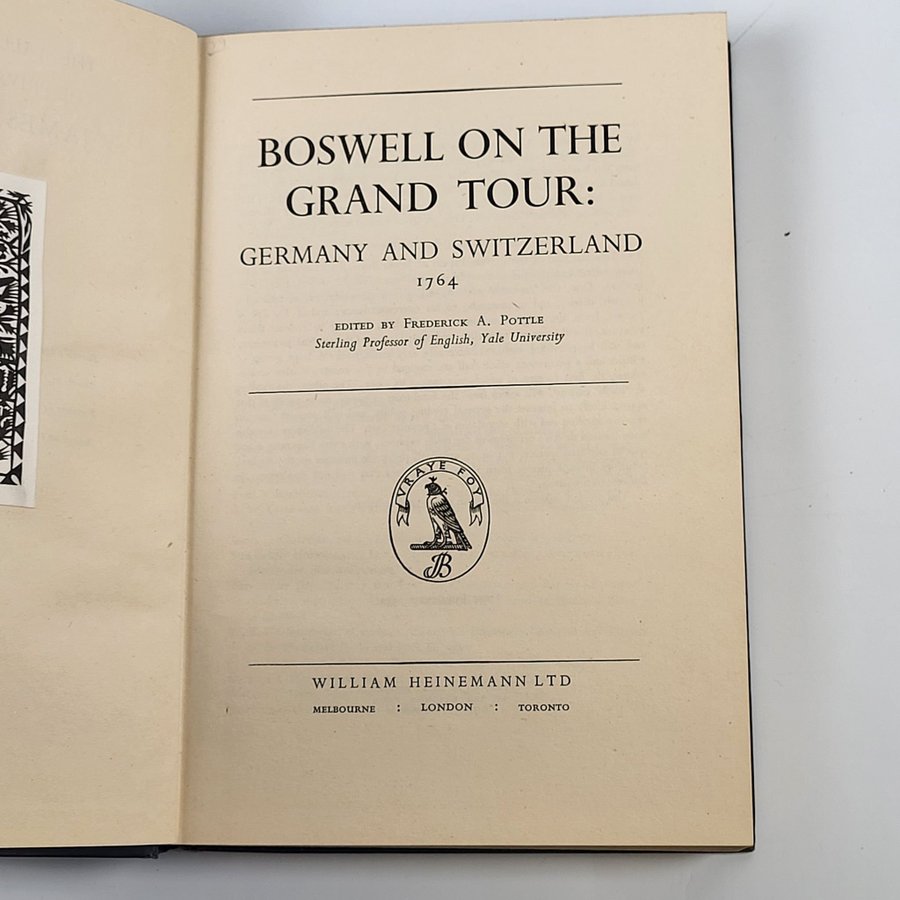 BOSWELL ON THE
GRAND TOUR:
GERMANY AND SWITZERLAND
1764
EDITED BY FREDERICK A. POTTLE
Sterling Professor of English, Yale University
VRAYE FOY
JB
WILLIAM HEINEMANN LTD
MELBOURNE : LONDON : TORONTO